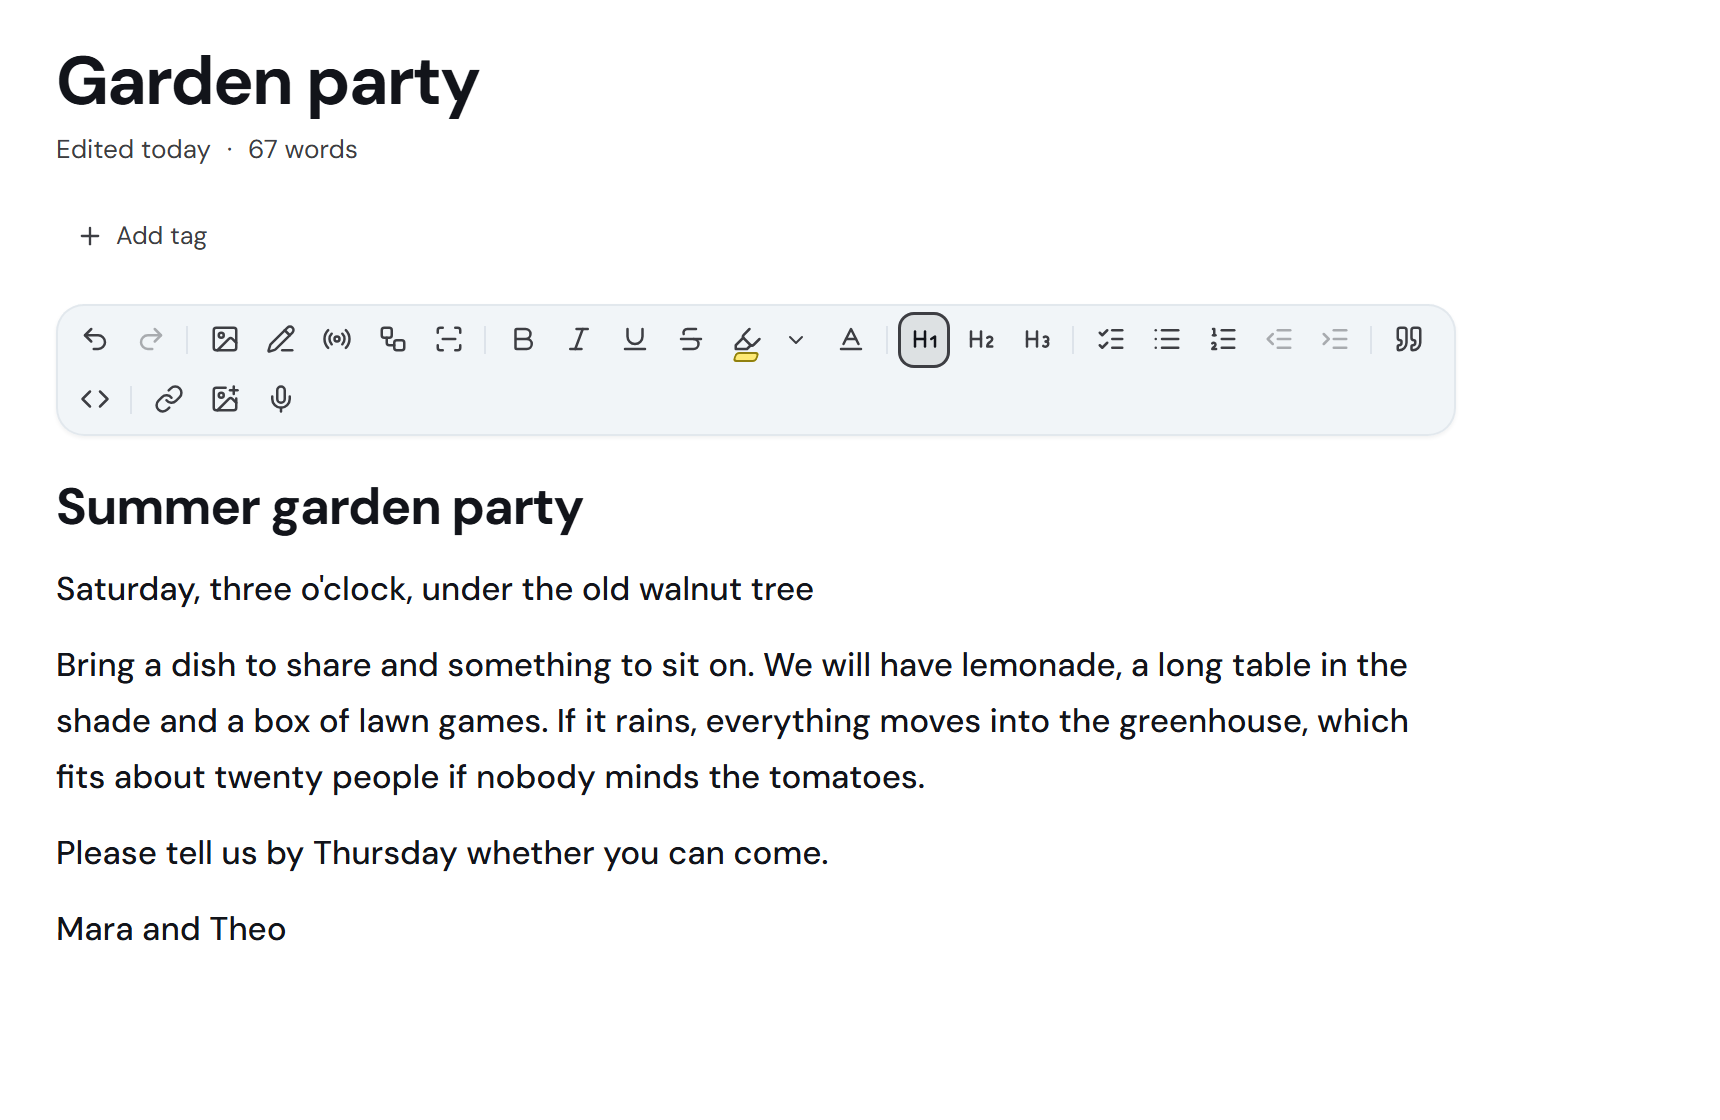 Garden party
Edited today · 67 words
Add tag
H1 H2 H3
Summer garden party
Saturday, three o'clock, under the old walnut tree
Bring a dish to share and something to sit on. We will have lemonade, a long table in the
shade and a box of lawn games. If it rains, everything moves into the greenhouse, which
fits about twenty people if nobody minds the tomatoes.
Please tell us by Thursday whether you can come.
Mara and Theo